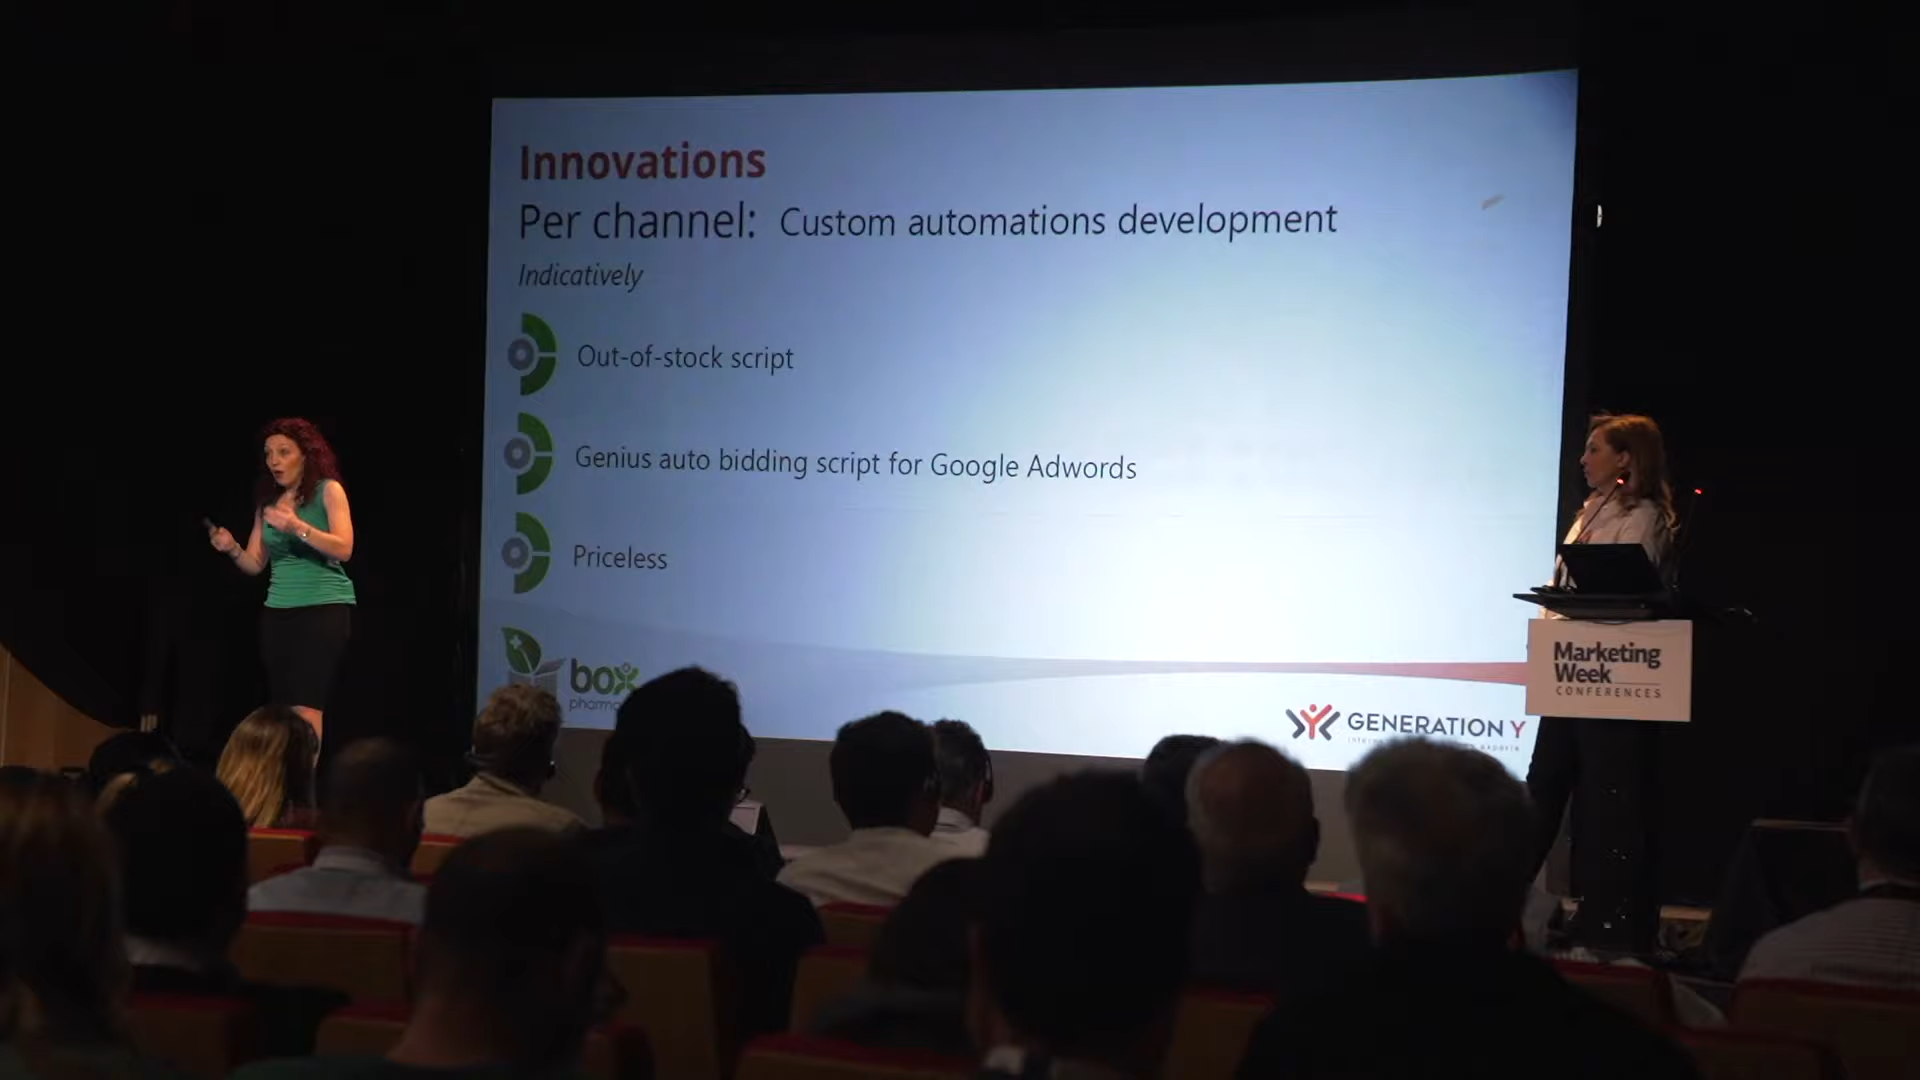 Innovations
Per channel: Custom automations development
Indicatively
Out-of-stock script
Genius auto bidding script for Google Adwords
Priceless
box
pharma
GENERATION Y
Marketing
Week
CONFERENCES